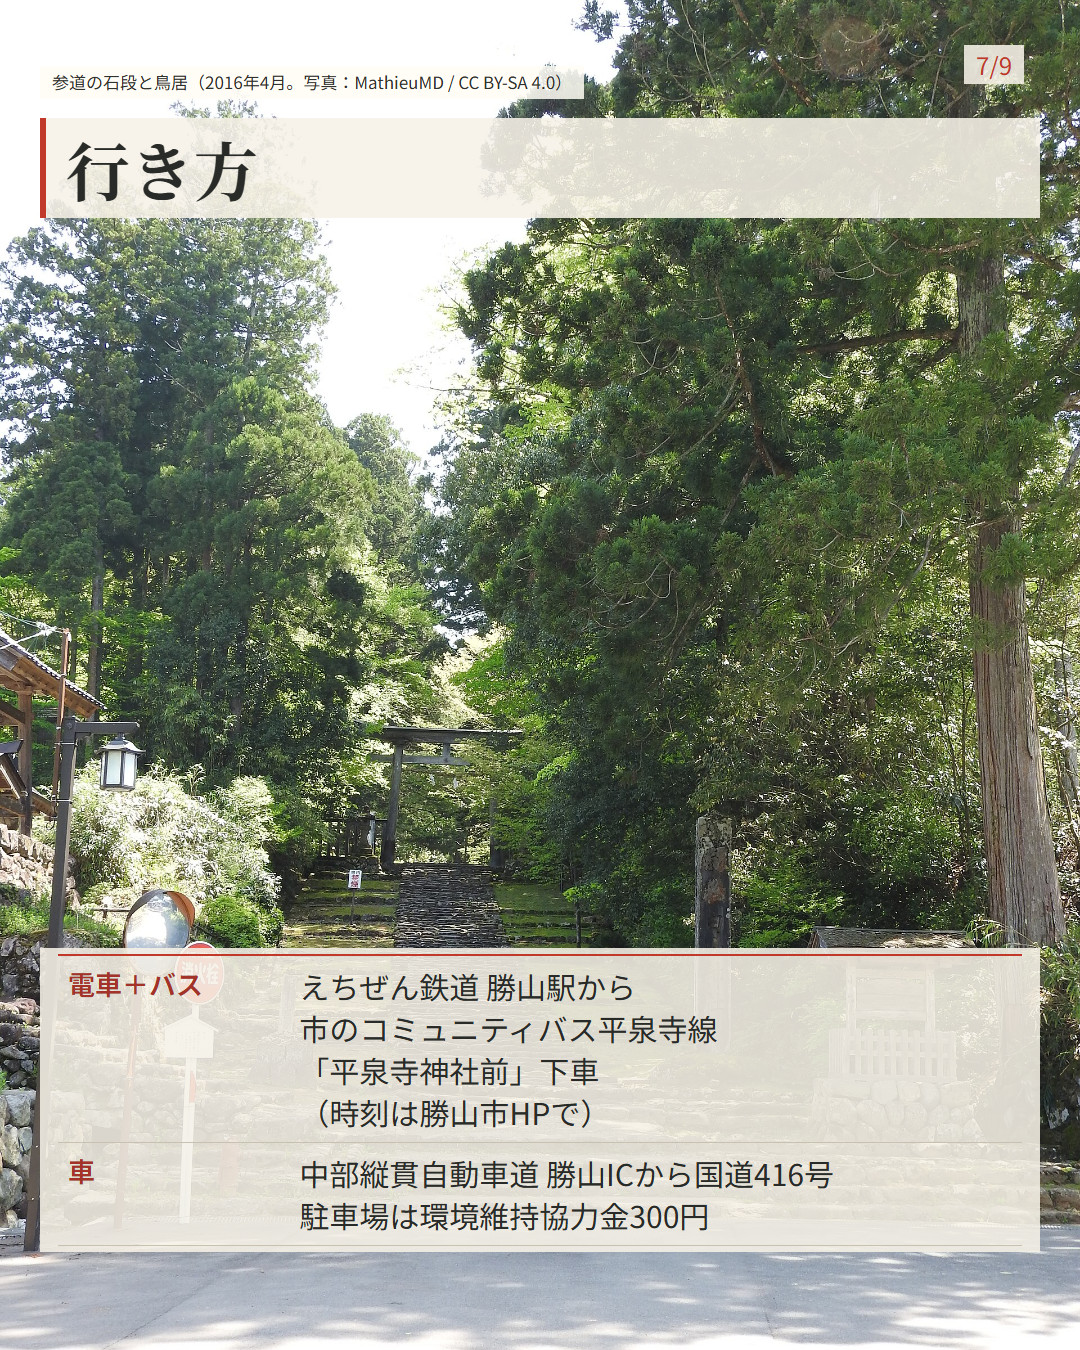 7/9
参道の石段と鳥居（2016年4月。写真：MathieuMD / CC BY-SA 4.0）
行き方
電車＋バス
えちぜん鉄道 勝山駅から
市のコミュニティバス平泉寺線
「平泉寺神社前」下車
（時刻は勝山市HPで）
車
中部縦貫自動車道 勝山ICから国道416号
駐車場は環境維持協力金300円